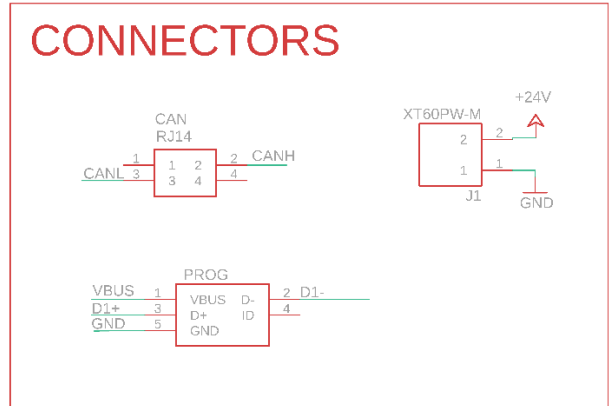 CONNECTORS
CAN
RJ14
1 1 2 2 CANH
CANL 3 3 4 4
XT60PW-M
+24V
2 2
1 1
J1
GND
PROG
VBUS 1 VBUS D- 2 D1-
D1+ 3 D+ ID 4
GND 5 GND